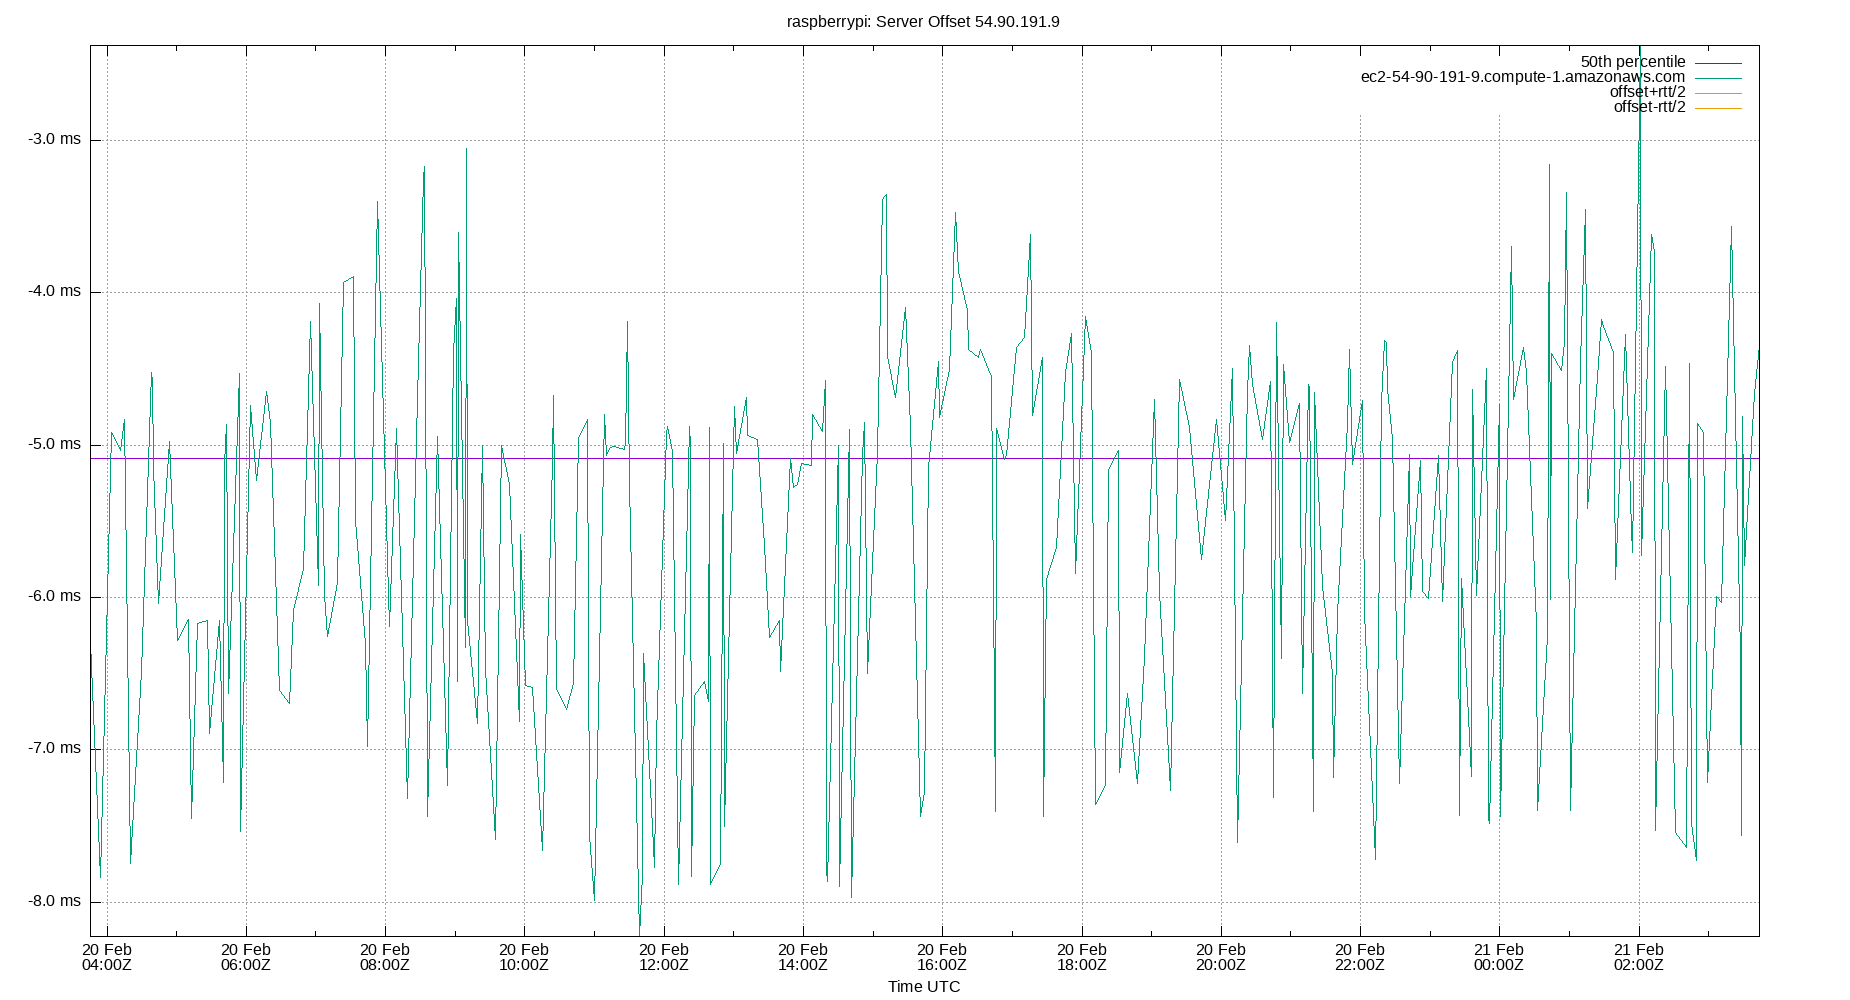 raspberrypi: Server Offset 54.90.191.9
50th percentile
ec2-54-90-191-9.compute-1.amazonaws.com
offset+rtt/2
offset-rtt/2
-3.0 ms
-4.0 ms
-5.0 ms
-6.0 ms
-7.0 ms
-8.0 ms
20 Feb 20 Feb 20 Feb 20 Feb 20 Feb 20 Feb 20 Feb 20 Feb 20 Feb 20 Feb 21 Feb 21 Feb
04:00Z 06:00Z 08:00Z 10:00Z 12:00Z 14:00Z 16:00Z 18:00Z 20:00Z 22:00Z 00:00Z 02:00Z
Time UTC